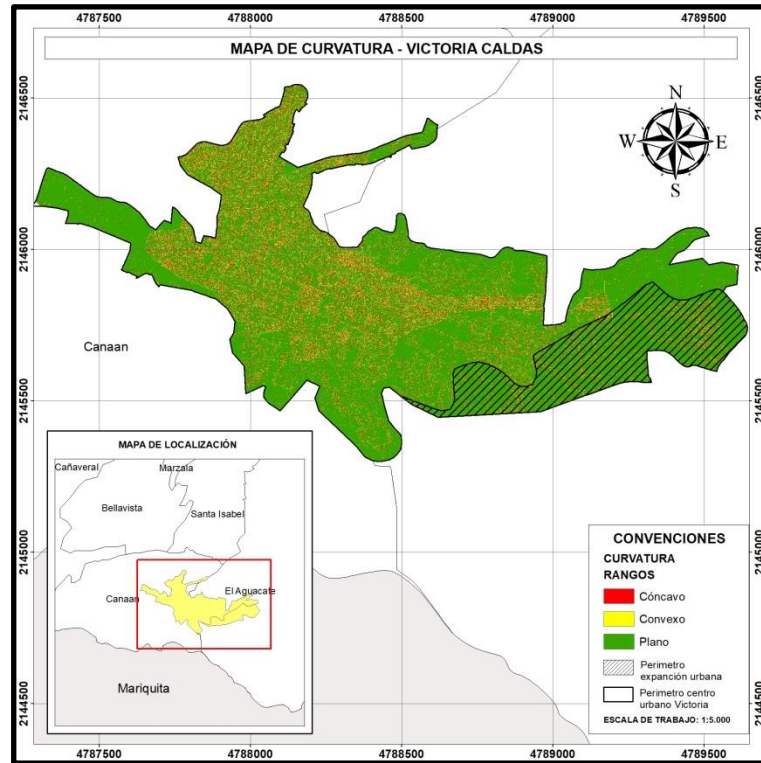 4787500 4788000 4788500 4789000 4789500
MAPA DE CURVATURA - VICTORIA CALDAS
2146500 2146500
N
W E
S
2146000 2146000
Canaan
2145500 2145500
MAPA DE LOCALIZACIÓN
Cañaveral Marzala
Bellavista Santa Isabel
Canaan El Aguacate
Mariquita
2145000 2145000
CONVENCIONES
CURVATURA
RANGOS
Cóncavo
Convexo
Plano
Perimetro
expanción urbana
Perimetro centro
urbano Victoria
ESCALA DE TRABAJO: 1:5.000
2144500 2144500
4787500 4788000 4788500 4789000 4789500